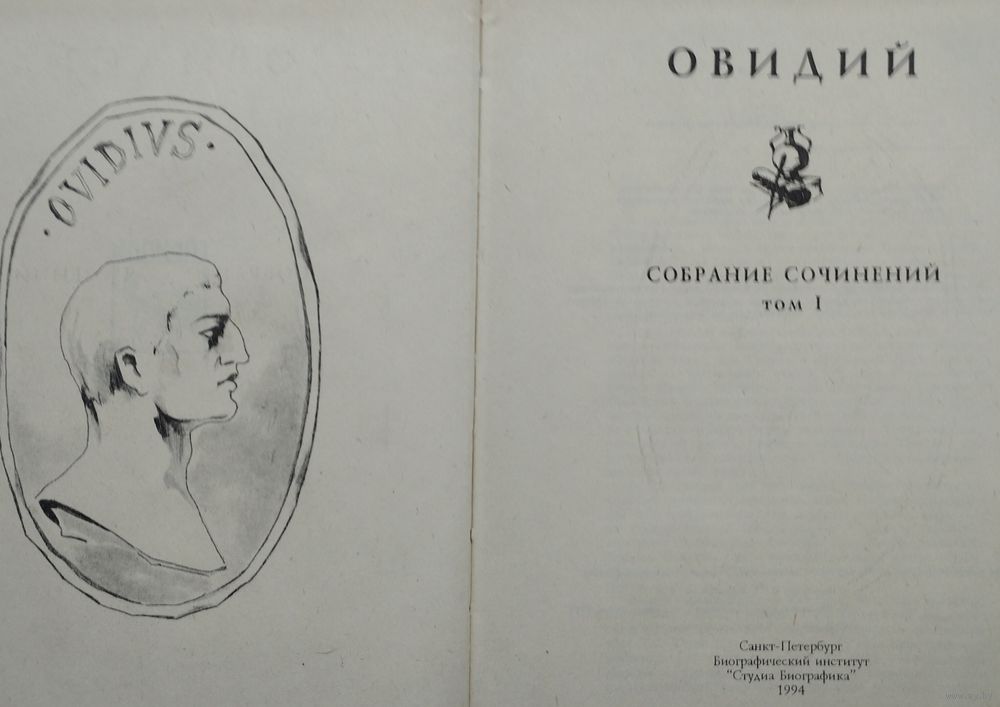 ·OVIDIVS·
ОВИДИЙ
СОБРАНИЕ СОЧИНЕНИЙ
том I
Санкт-Петербург
Биографический институт
“Студиа Биографика”
1994